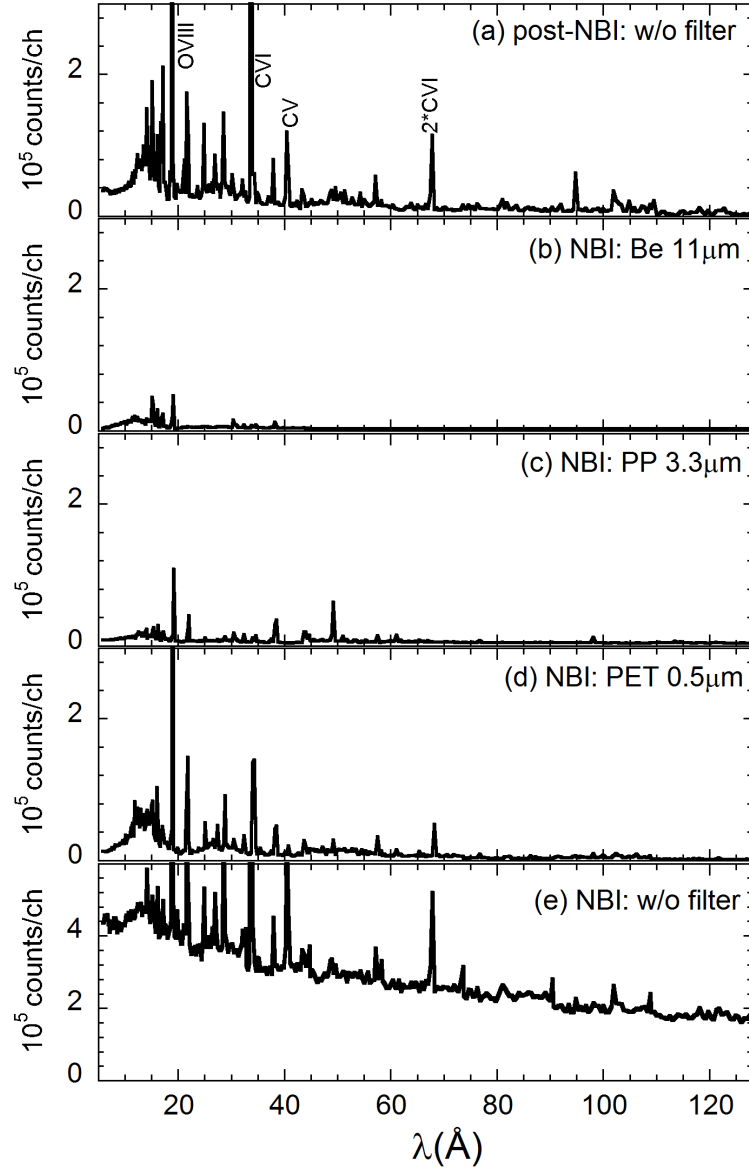 (a) post-NBI: w/o filter
10⁵ counts/ch
2
0
OVIII
CVI
CV
2*CVI
(b) NBI: Be 11μm
10⁵ counts/ch
2
0
(c) NBI: PP 3.3μm
10⁵ counts/ch
2
0
(d) NBI: PET 0.5μm
10⁵ counts/ch
2
0
(e) NBI: w/o filter
10⁵ counts/ch
4
2
0
20 40 60 80 100 120
λ(Å)